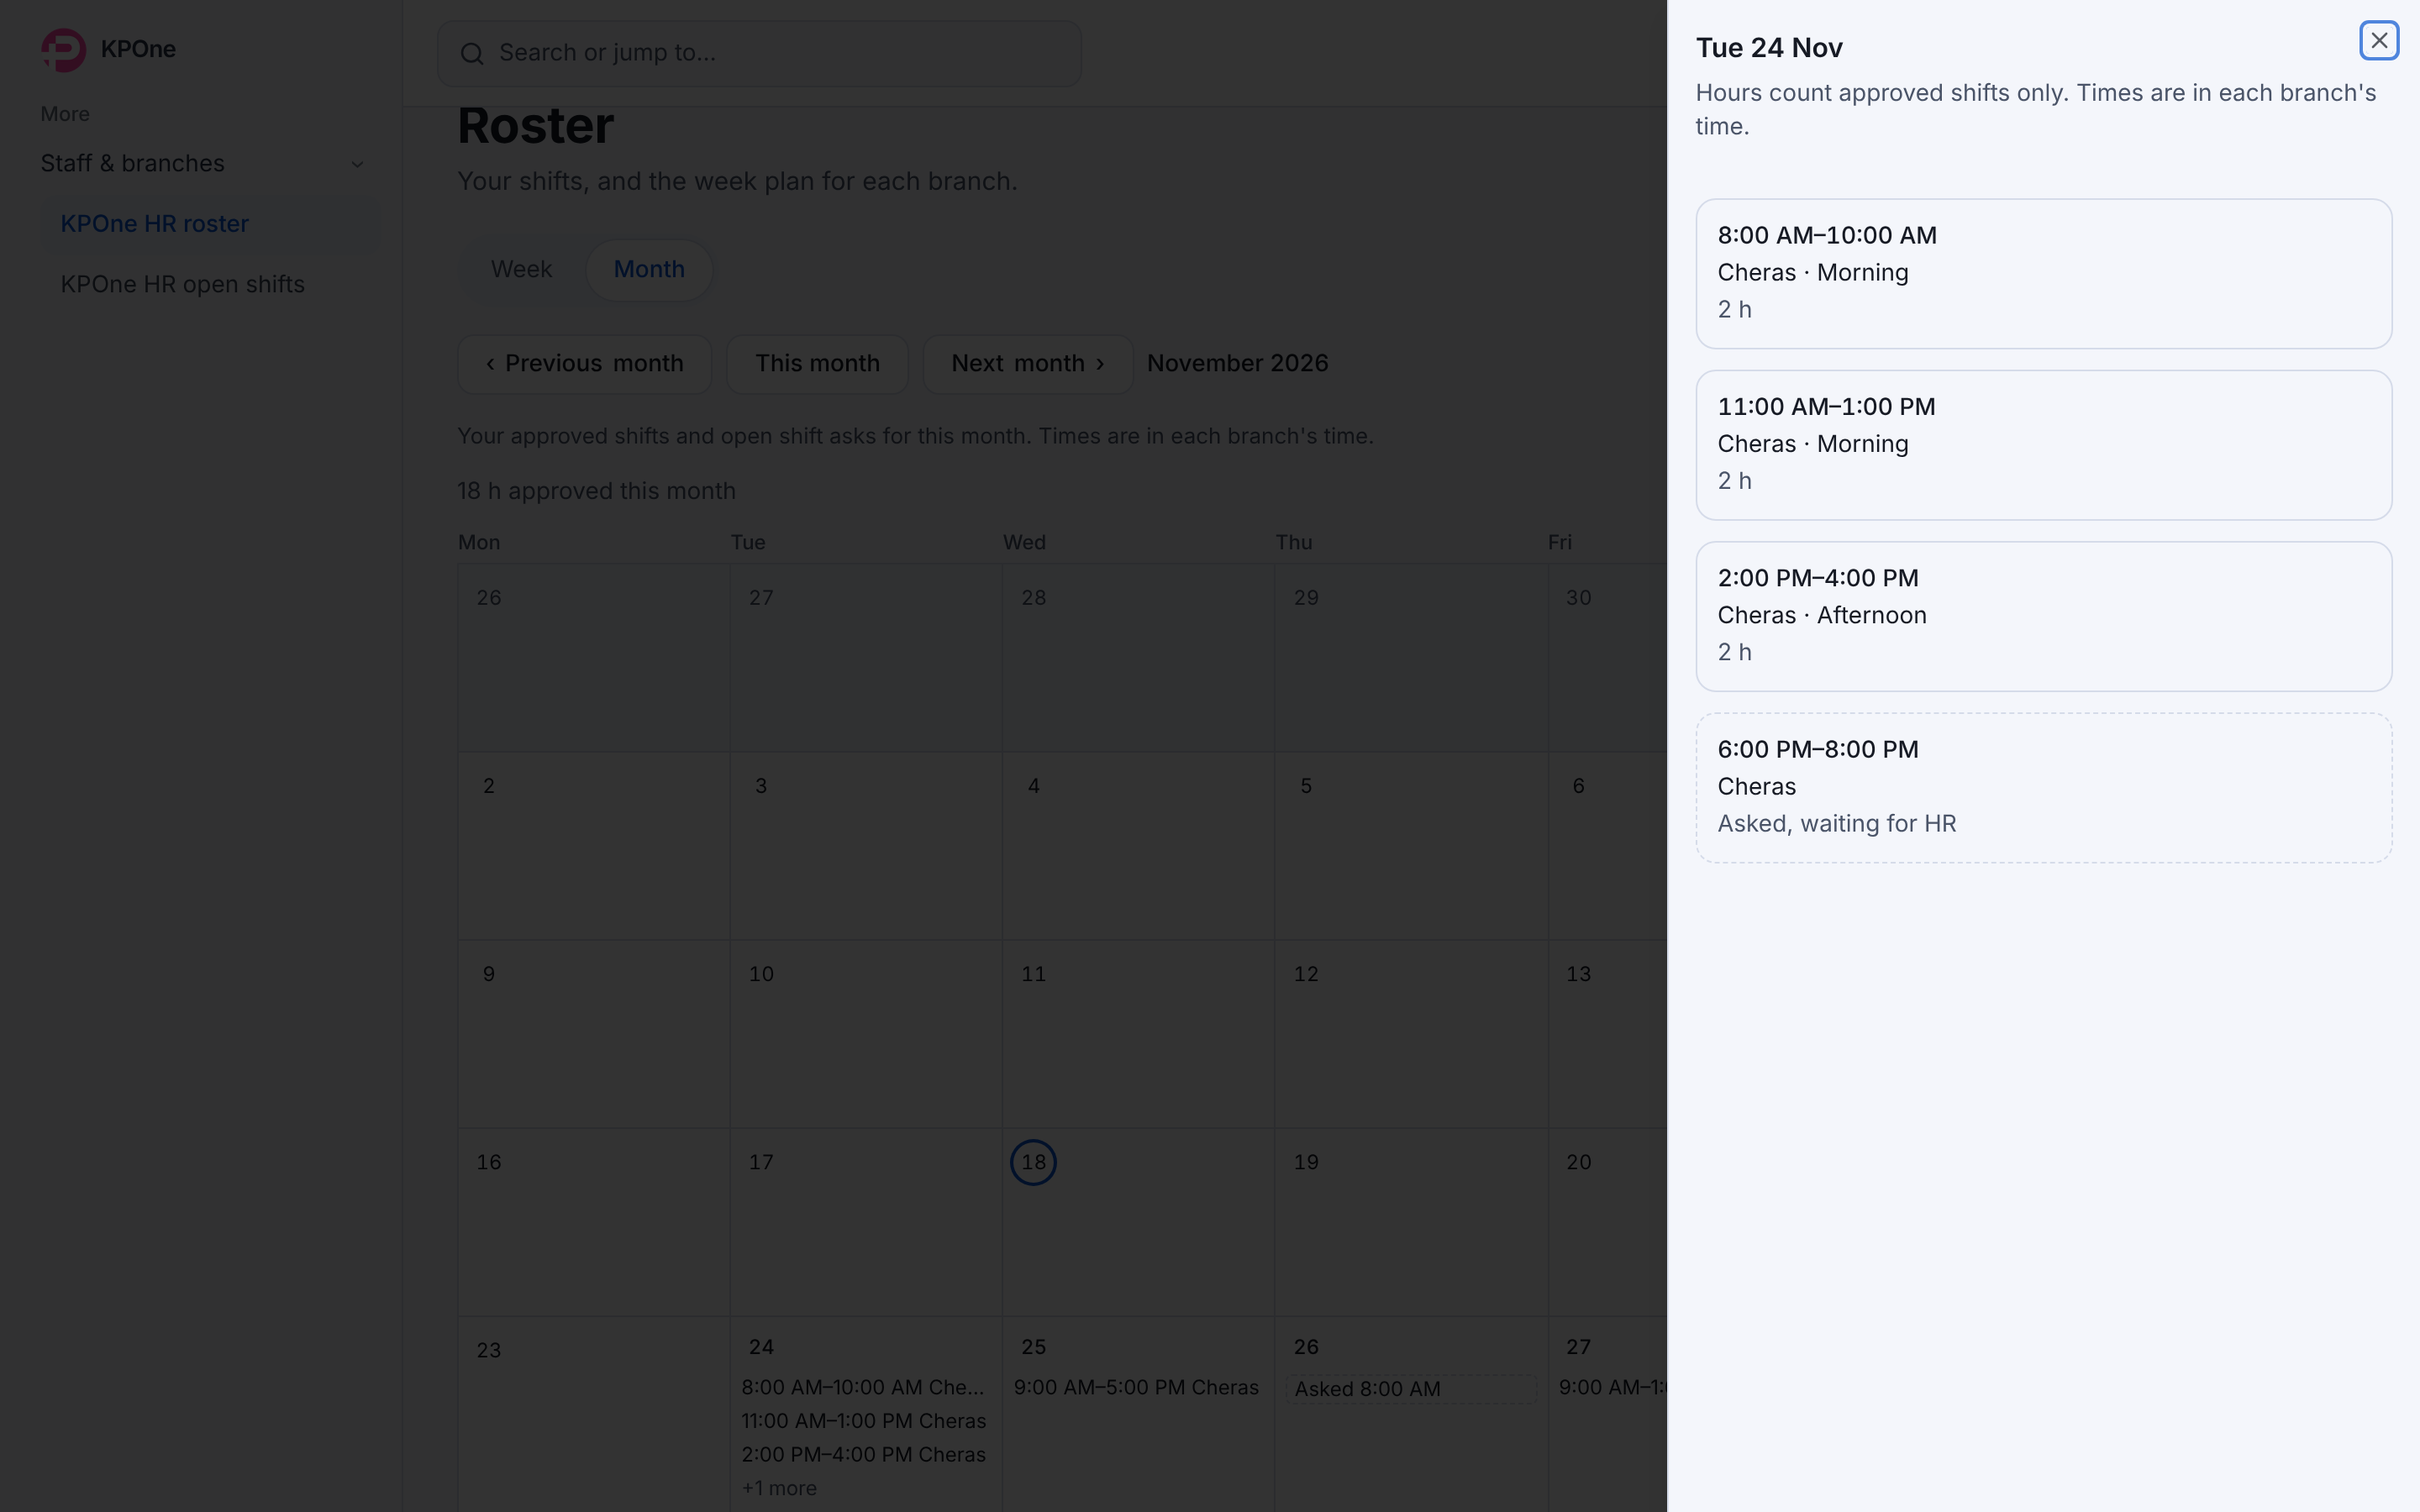 KPOne
More
Staff & branches
KPOne HR roster
KPOne HR open shifts
Search or jump to...
Roster
Your shifts, and the week plan for each branch.
Week
Month
‹ Previous month
This month
Next month ›
November 2026
Your approved shifts and open shift asks for this month. Times are in each branch's time.
18 h approved this month
Mon Tue Wed Thu Fri
26 27 28 29 30
2 3 4 5 6
9 10 11 12 13
16 17 18 19 20
23 24 25 26 27
8:00 AM–10:00 AM Che... 9:00 AM–5:00 PM Cheras Asked 8:00 AM 9:00 AM–1:
11:00 AM–1:00 PM Cheras
2:00 PM–4:00 PM Cheras
+1 more
Tue 24 Nov
Hours count approved shifts only. Times are in each branch's
time.
8:00 AM–10:00 AM
Cheras · Morning
2 h
11:00 AM–1:00 PM
Cheras · Morning
2 h
2:00 PM–4:00 PM
Cheras · Afternoon
2 h
6:00 PM–8:00 PM
Cheras
Asked, waiting for HR